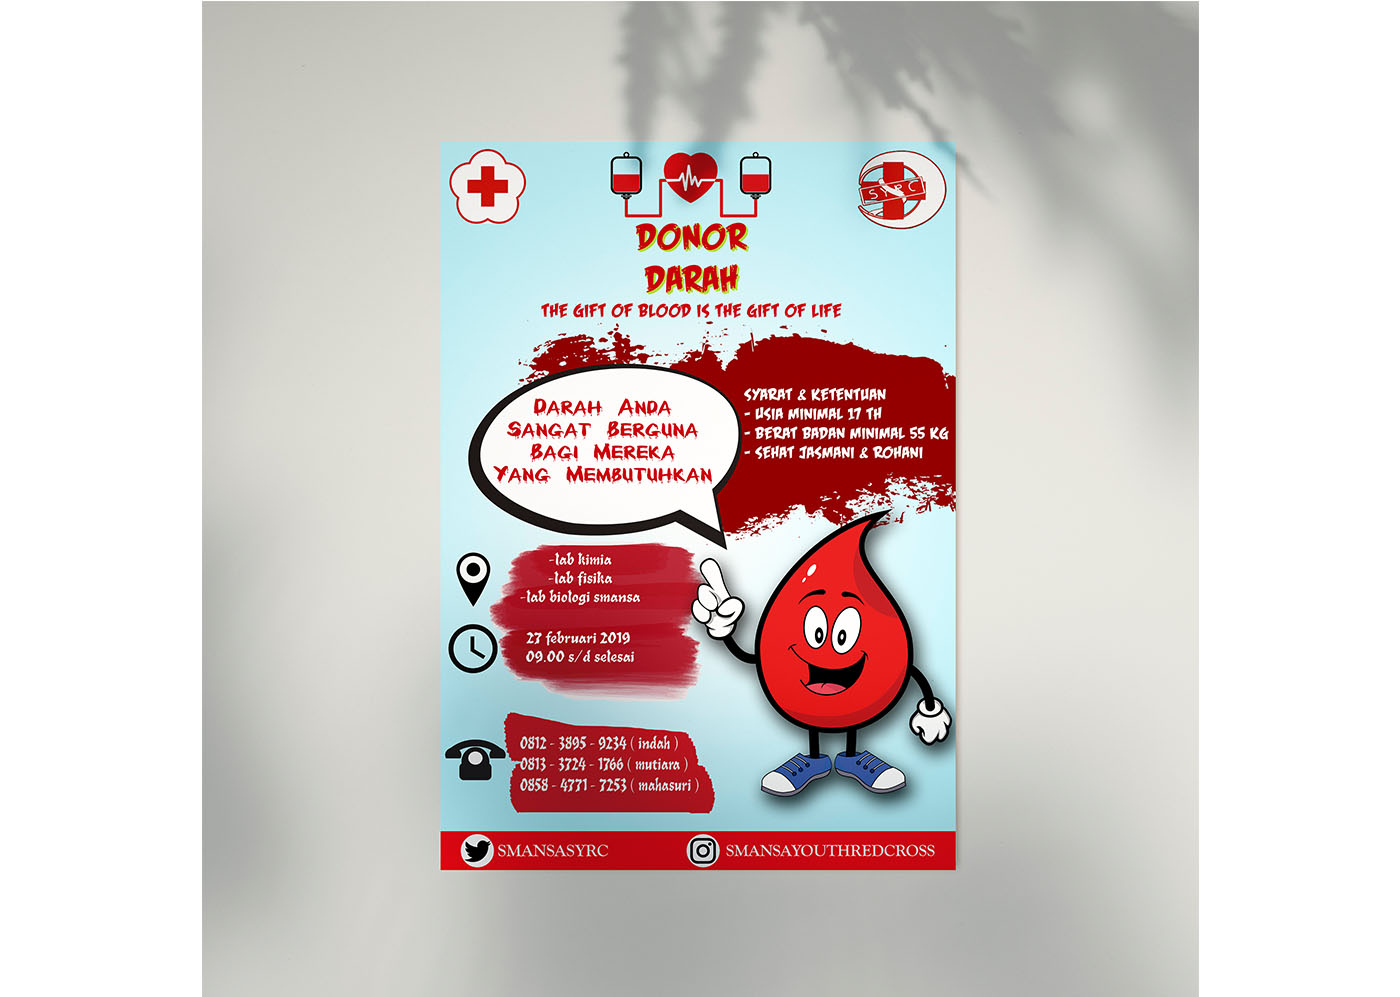 SYRC
DONOR
DARAH
THE GIFT OF BLOOD IS THE GIFT OF LIFE
SYARAT & KETENTUAN
- USIA MINIMAL 17 TH
- BERAT BADAN MINIMAL 55 KG
- SEHAT JASMANI & ROHANI
DARAH ANDA
SANGAT BERGUNA
BAGI MEREKA
YANG MEMBUTUHKAN
-lab kimia
-lab fisika
-lab biologi smansa
27 februari 2019
09.00 s/d selesai
0812 - 3895 - 9234 ( indah )
0813 - 3724 - 1766 ( mutiara )
0858 - 4771 - 7253 ( mahasuri )
SMANSASYRC
SMANSAYOUTHREDCROSS